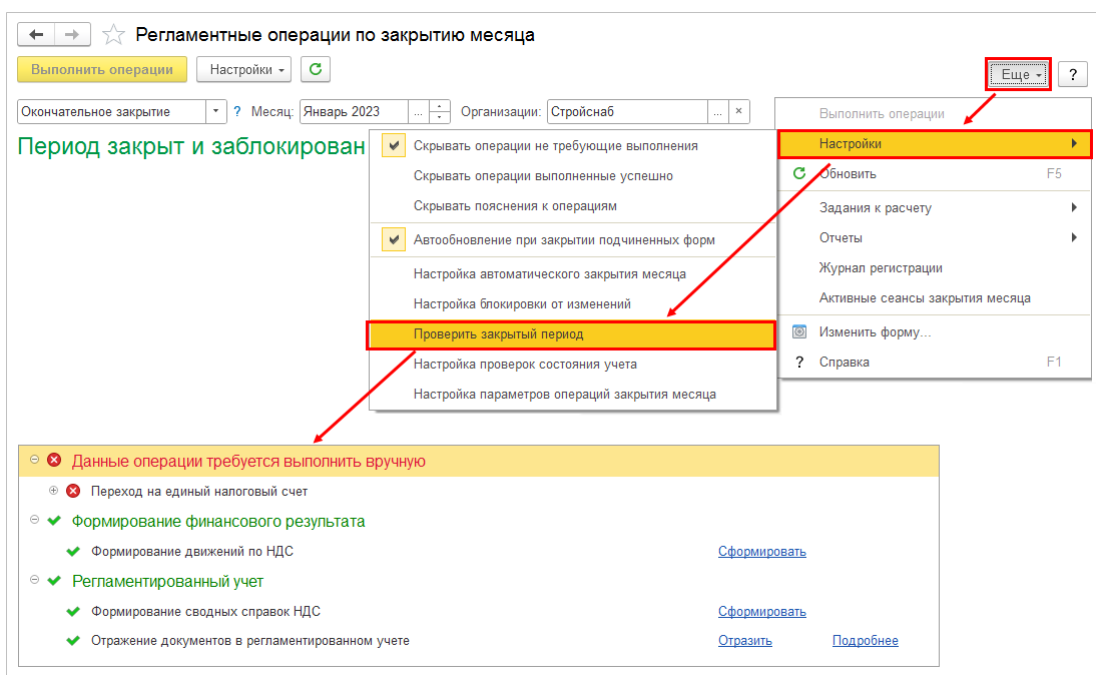 Регламентные операции по закрытию месяца
Выполнить операции Настройки Еще ?
Окончательное закрытие ? Месяц: Январь 2023 ... Организации: Стройснаб ... ×
Период закрыт и заблокирован
Скрывать операции не требующие выполнения
Скрывать операции выполненные успешно
Скрывать пояснения к операциям
Автообновление при закрытии подчиненных форм
Настройка автоматического закрытия месяца
Настройка блокировки от изменений
Проверить закрытый период
Настройка проверок состояния учета
Настройка параметров операций закрытия месяца
Выполнить операции
Настройки
Обновить F5
Задания к расчету
Отчеты
Журнал регистрации
Активные сеансы закрытия месяца
Изменить форму...
? Справка F1
Данные операции требуется выполнить вручную
Переход на единый налоговый счет
Формирование финансового результата
Формирование движений по НДС Сформировать
Регламентированный учет
Формирование сводных справок НДС Сформировать
Отражение документов в регламентированном учете Отразить Подробнее